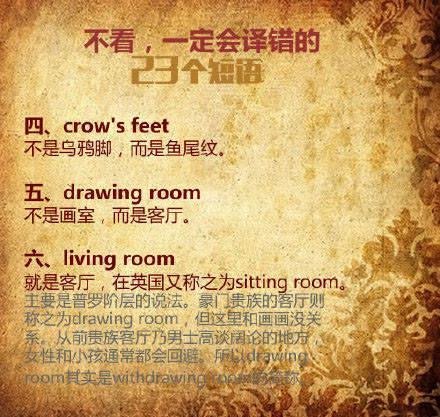 不看，一定会译错的
23个短语
四、crow's feet
不是乌鸦脚，而是鱼尾纹。
五、drawing room
不是画室，而是客厅。
六、living room
就是客厅，在英国又称之为sitting room。
主要是普罗阶层的说法。豪门贵族的客厅则
称之为drawing room，但这里和画画没关
系。从前贵族客厅乃男士高谈阔论的地方，
女性和小孩通常都会回避。所以drawing
room其实是withdrawing room的简称